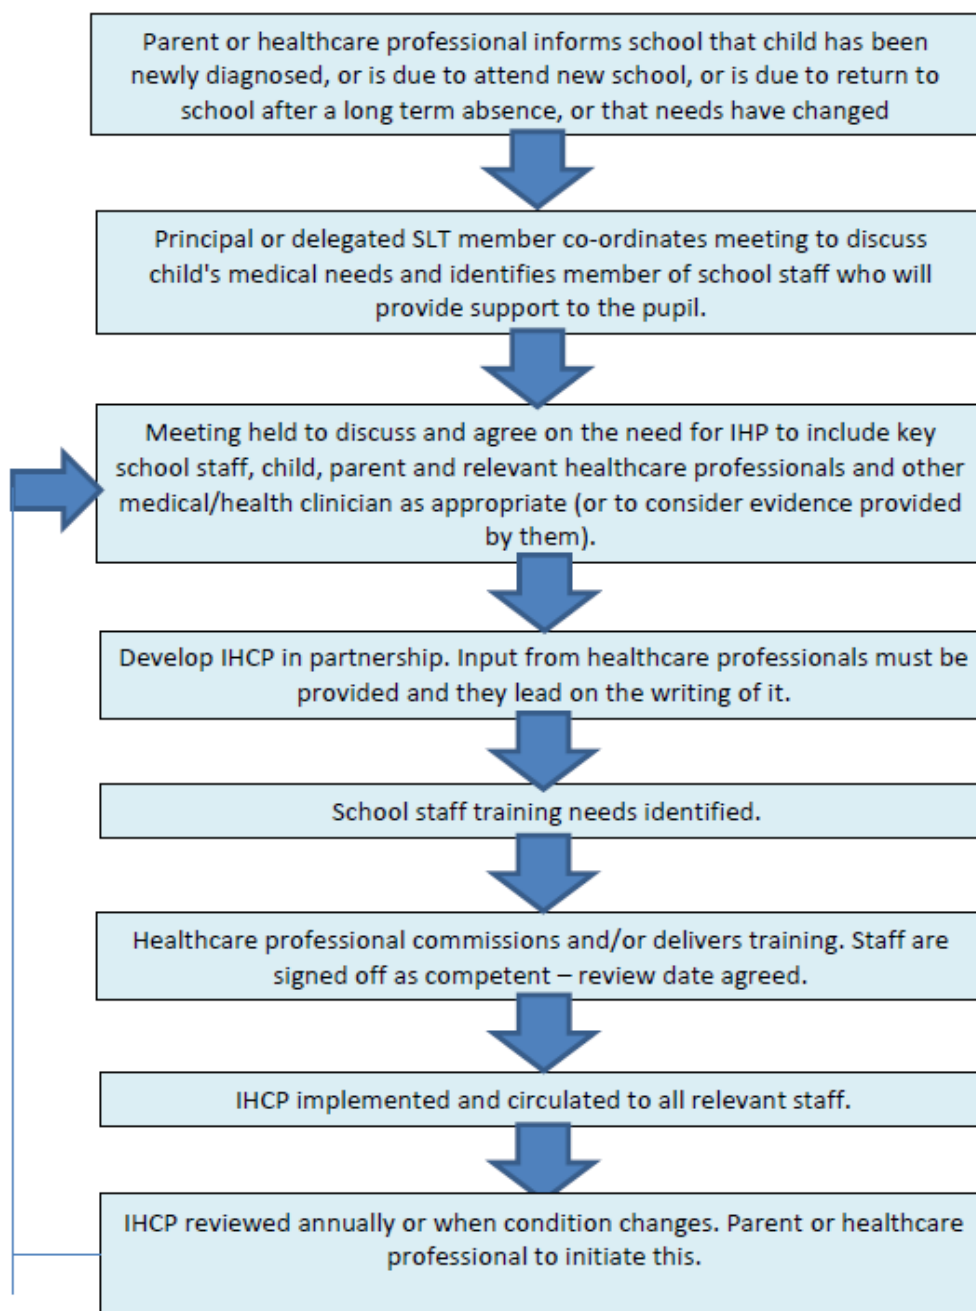 Parent or healthcare professional informs school that child has been
newly diagnosed, or is due to attend new school, or is due to return to
school after a long term absence, or that needs have changed
Principal or delegated SLT member co-ordinates meeting to discuss
child's medical needs and identifies member of school staff who will
provide support to the pupil.
Meeting held to discuss and agree on the need for IHP to include key
school staff, child, parent and relevant healthcare professionals and other
medical/health clinician as appropriate (or to consider evidence provided
by them).
Develop IHCP in partnership. Input from healthcare professionals must be
provided and they lead on the writing of it.
School staff training needs identified.
Healthcare professional commissions and/or delivers training. Staff are
signed off as competent – review date agreed.
IHCP implemented and circulated to all relevant staff.
IHCP reviewed annually or when condition changes. Parent or healthcare
professional to initiate this.